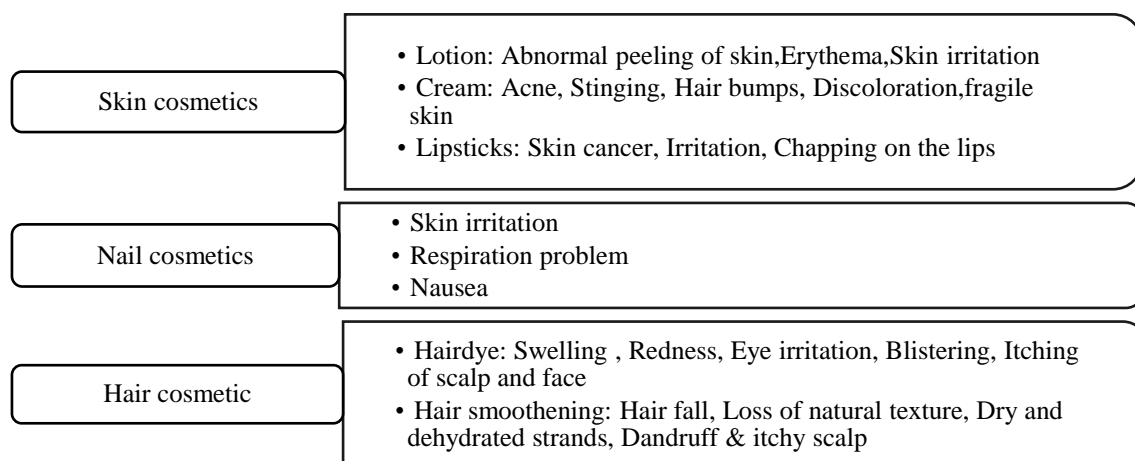 Skin cosmetics
• Lotion: Abnormal peeling of skin,Erythema,Skin irritation
• Cream: Acne, Stinging, Hair bumps, Discoloration,fragile
skin
• Lipsticks: Skin cancer, Irritation, Chapping on the lips
Nail cosmetics
• Skin irritation
• Respiration problem
• Nausea
Hair cosmetic
• Hairdye: Swelling , Redness, Eye irritation, Blistering, Itching
of scalp and face
• Hair smoothening: Hair fall, Loss of natural texture, Dry and
dehydrated strands, Dandruff & itchy scalp